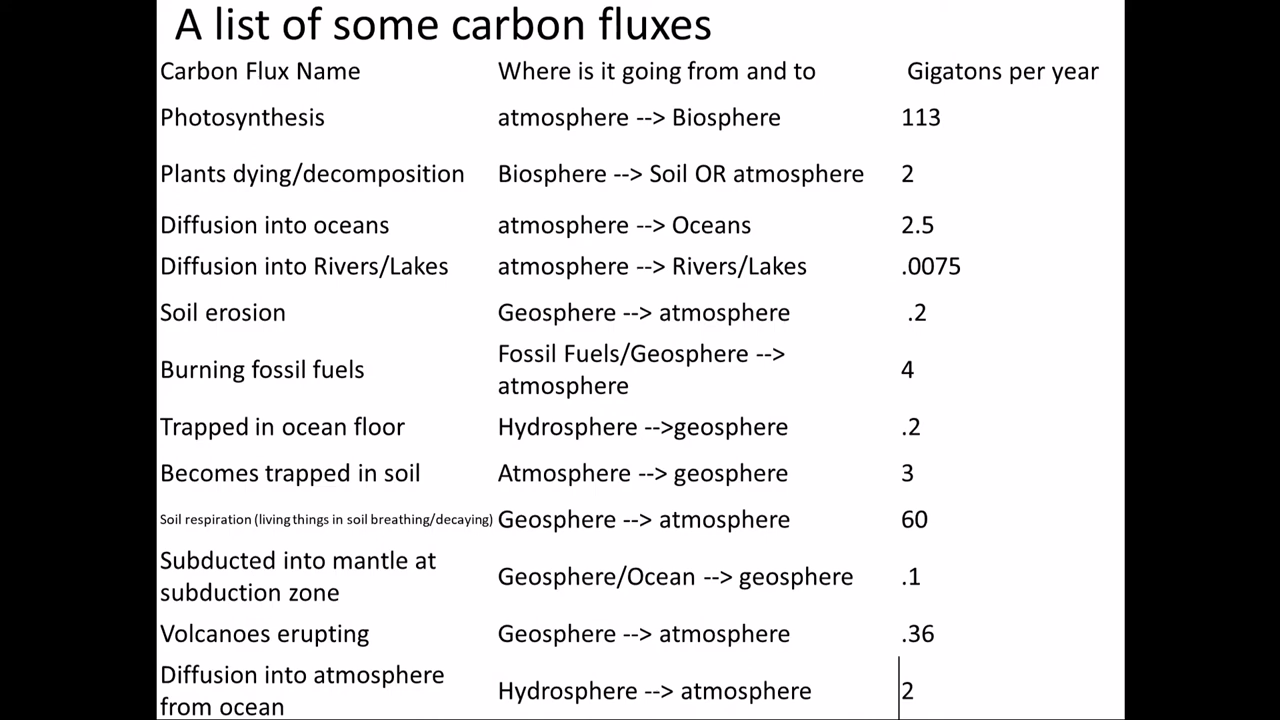 A list of some carbon fluxes
Carbon Flux Name Where is it going from and to Gigatons per year
Photosynthesis atmosphere --> Biosphere 113
Plants dying/decomposition Biosphere --> Soil OR atmosphere 2
Diffusion into oceans atmosphere --> Oceans 2.5
Diffusion into Rivers/Lakes atmosphere --> Rivers/Lakes .0075
Soil erosion Geosphere --> atmosphere .2
Burning fossil fuels Fossil Fuels/Geosphere -->
atmosphere 4
Trapped in ocean floor Hydrosphere -->geosphere .2
Becomes trapped in soil Atmosphere --> geosphere 3
Soil respiration (living things in soil breathing/decaying) Geosphere --> atmosphere 60
Subducted into mantle at
subduction zone Geosphere/Ocean --> geosphere .1
Volcanoes erupting Geosphere --> atmosphere .36
Diffusion into atmosphere
from ocean Hydrosphere --> atmosphere 2